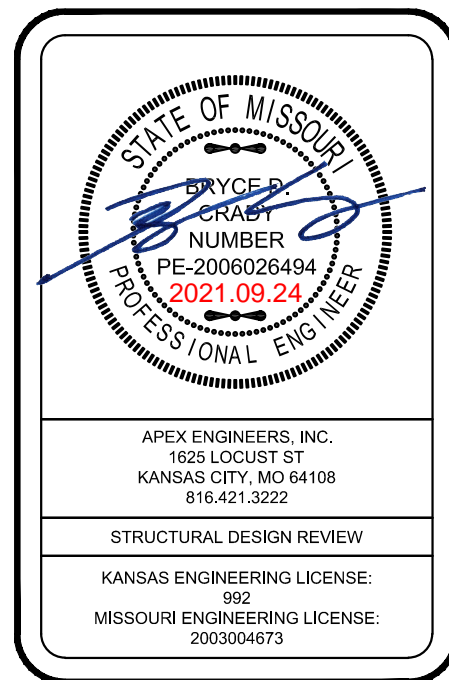 STATE OF MISSOURI
BRYCE D.
CRABY
NUMBER
PE-2006026494
2021.09.24
PROFESSIONAL ENGINEER
APEX ENGINEERS, INC.
1625 LOCUST ST
KANSAS CITY, MO 64108
816.421.3222
STRUCTURAL DESIGN REVIEW
KANSAS ENGINEERING LICENSE:
992
MISSOURI ENGINEERING LICENSE:
2003004673